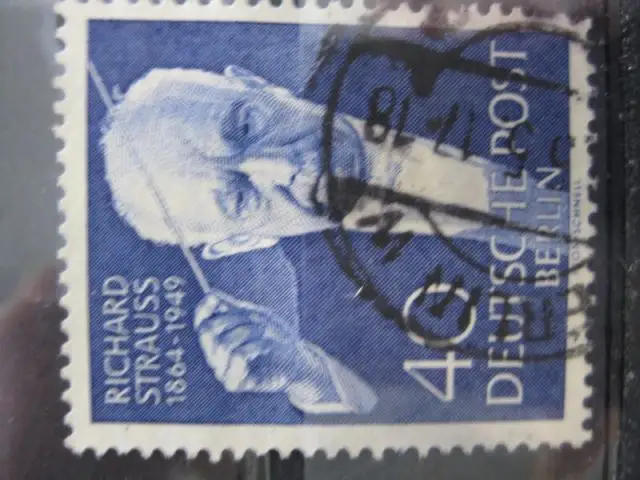 RICHARD
STRAUSS
1864-1949
40
DEUTSCHE POST
BERLIN